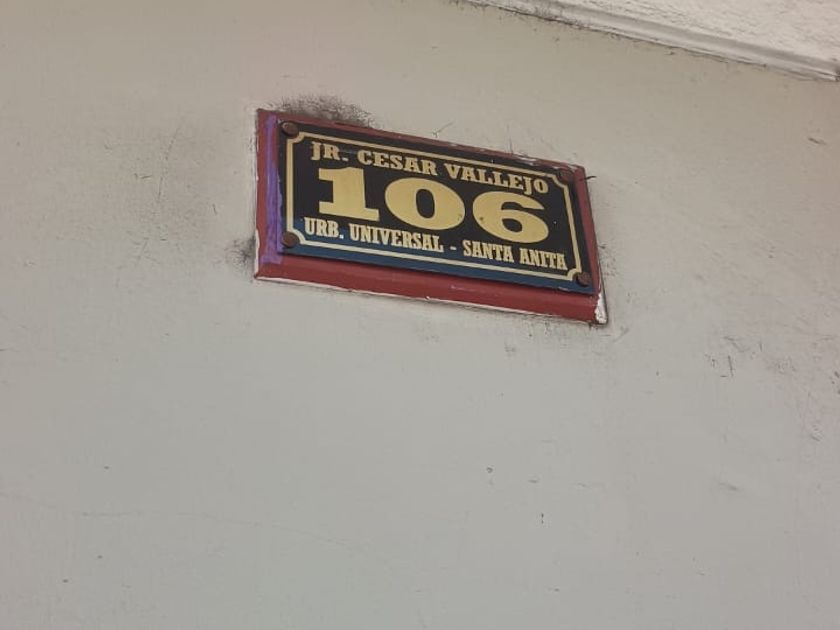 JR. CESAR VALLEJO
106
URB. UNIVERSAL - SANTA ANITA